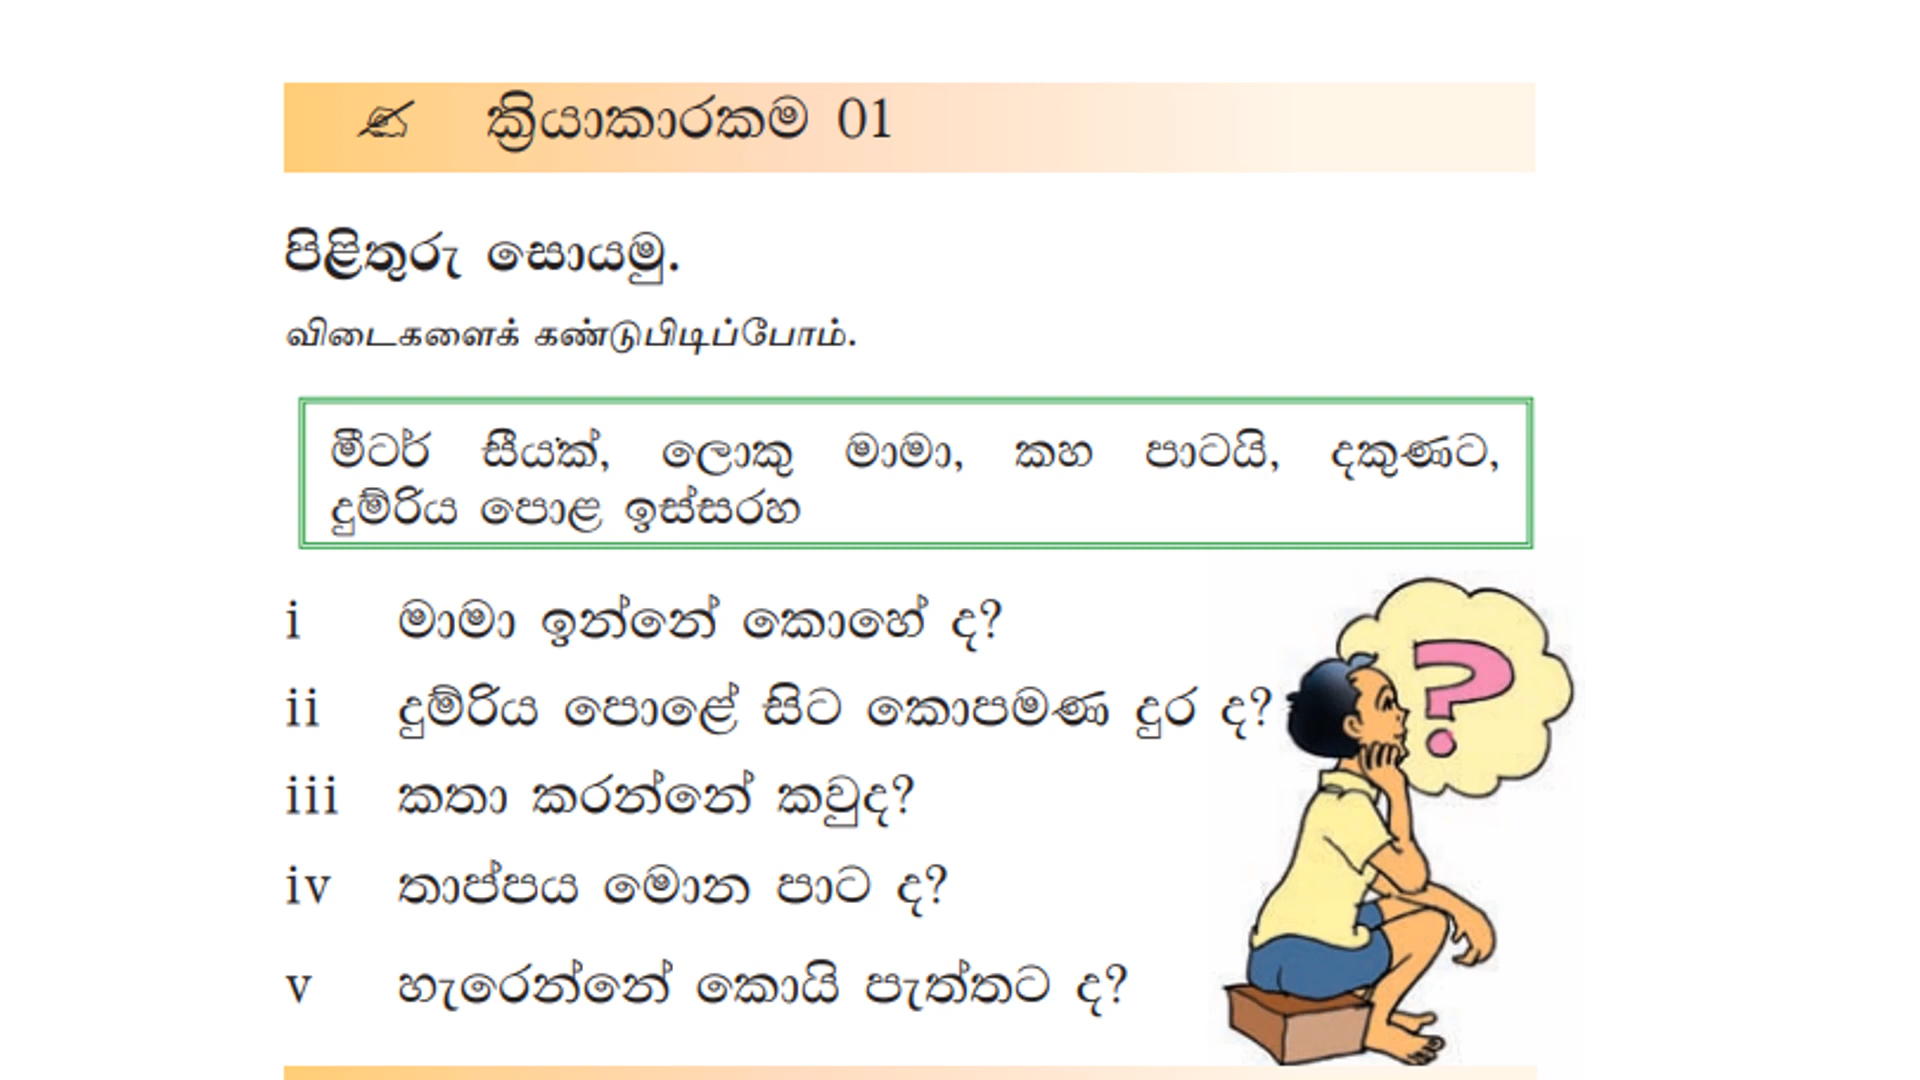 ක්‍රියාකාරකම 01
පිළිතුරු සොයමු.
விடைகளைக் கண்டுபிடிப்போம்.
මීටර් සීයක්, ලොකු මාමා, කහ පාටයි, දකුණට,
දුම්රිය පොළ ඉස්සරහ
i මාමා ඉන්නේ කොහේ ද?
ii දුම්රිය පොළේ සිට කොපමණ දුර ද?
iii කතා කරන්නේ කවුද?
iv තාප්පය මොන පාට ද?
v හැරෙන්නේ කොයි පැත්තට ද?
?